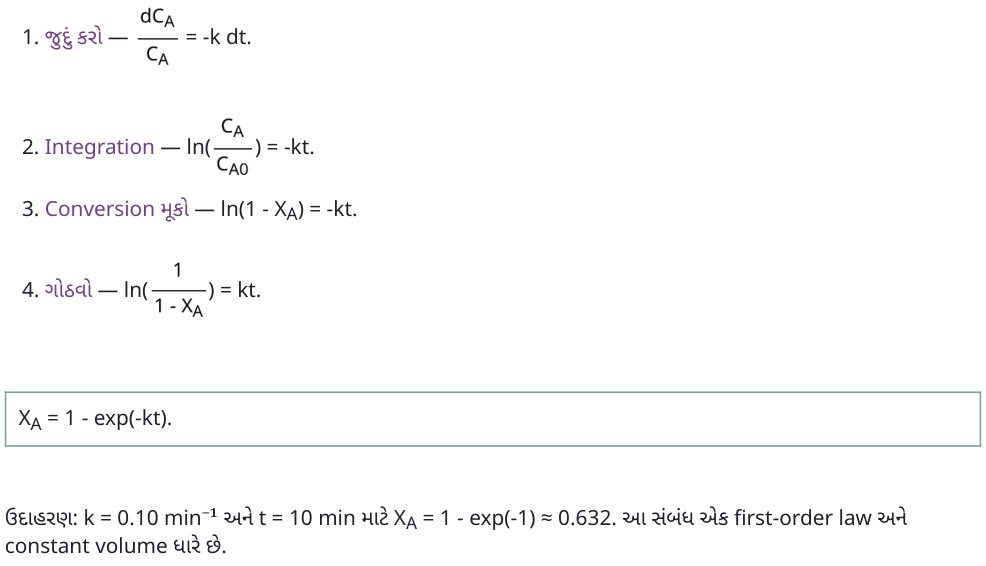 1. જુદું કરો — dC_A/C_A = -k dt.
2. Integration — ln(C_A/C_A0) = -kt.
3. Conversion મૂકો — ln(1 - X_A) = -kt.
4. ગોઠવો — ln(1/(1 - X_A)) = kt.
X_A = 1 - exp(-kt).
ઉદાહરણ: k = 0.10 min⁻¹ અને t = 10 min માટે X_A = 1 - exp(-1) ≈ 0.632. આ સંબંધ એક first-order law અને
constant volume ધારે છે.